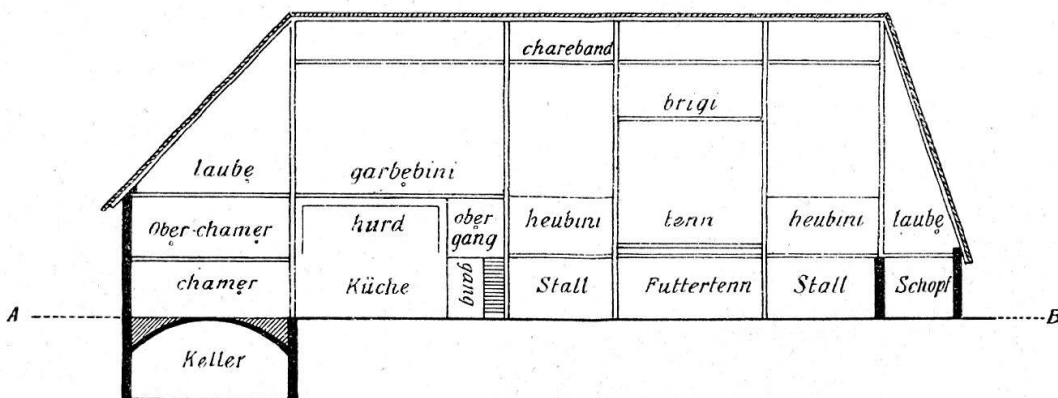 chareband
brigi
laube
garbebini
Ober-chamer
hurd
ober
gang
heubini
tenn
heubini
laube
chamer
Küche
gang
Stall
Futtertenn
Stall
Schopf
A
B
Keller